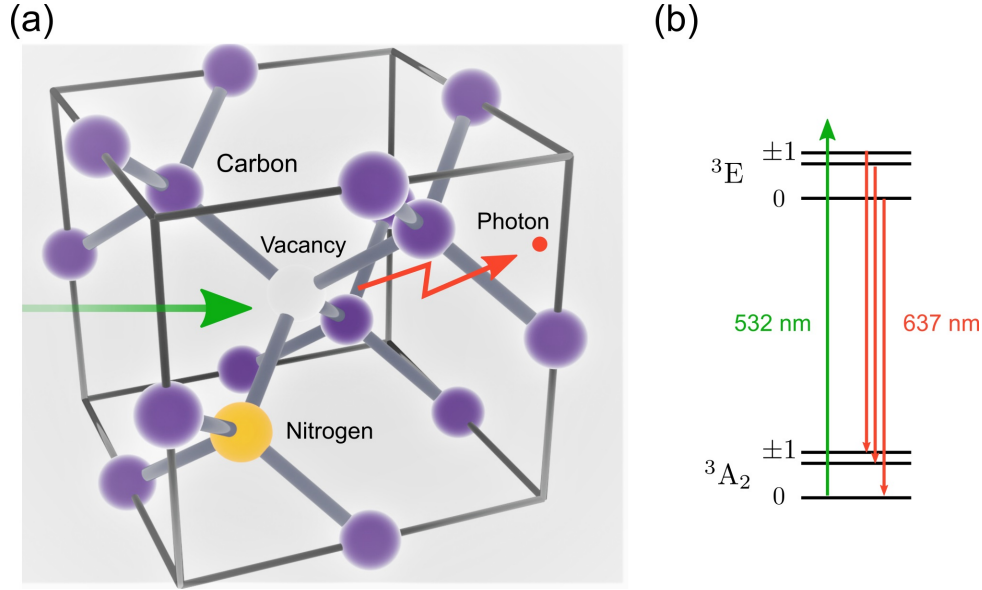 (a)
Carbon
Vacancy
Photon
Nitrogen
(b)
±1
³E
0
532 nm
637 nm
±1
³A₂
0